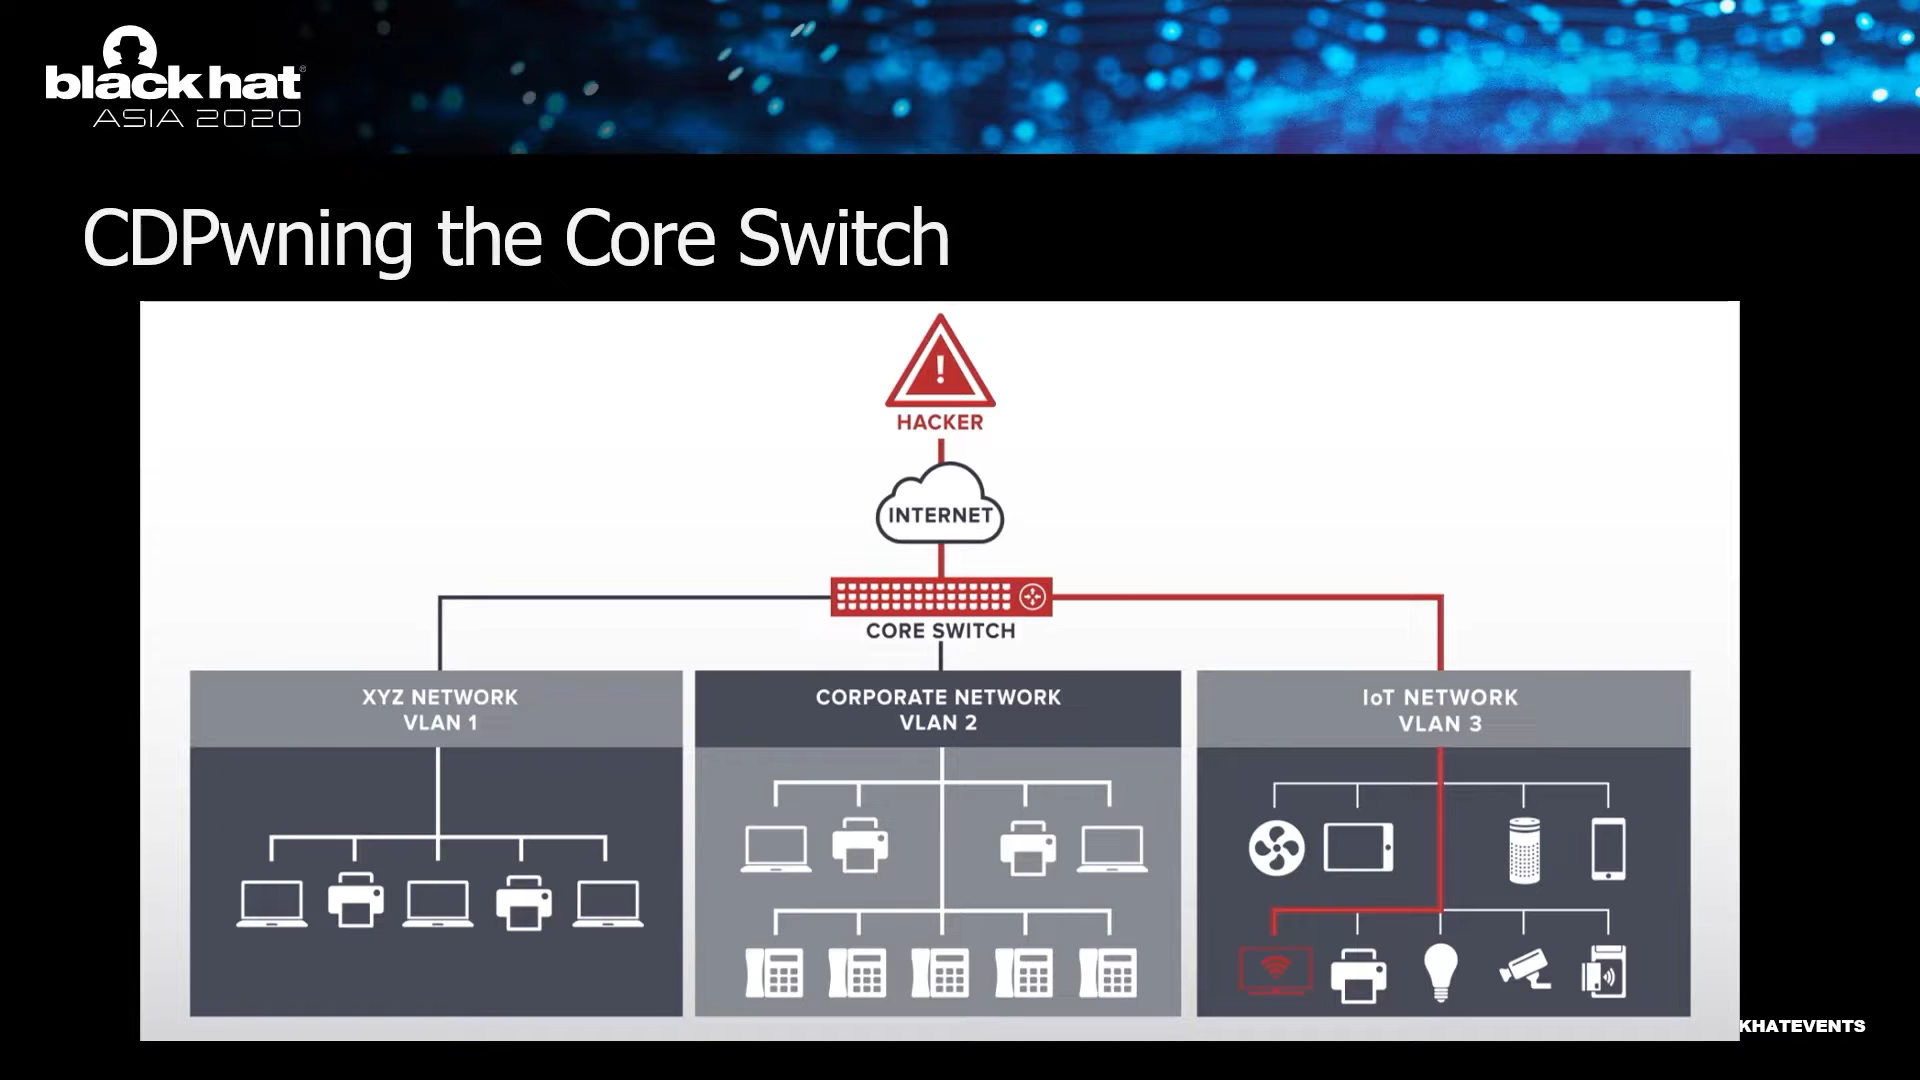 black hat®
ASIA 2020
CDPwning the Core Switch
!
HACKER
INTERNET
CORE SWITCH
XYZ NETWORK
VLAN 1
CORPORATE NETWORK
VLAN 2
IoT NETWORK
VLAN 3
KHATEVENTS